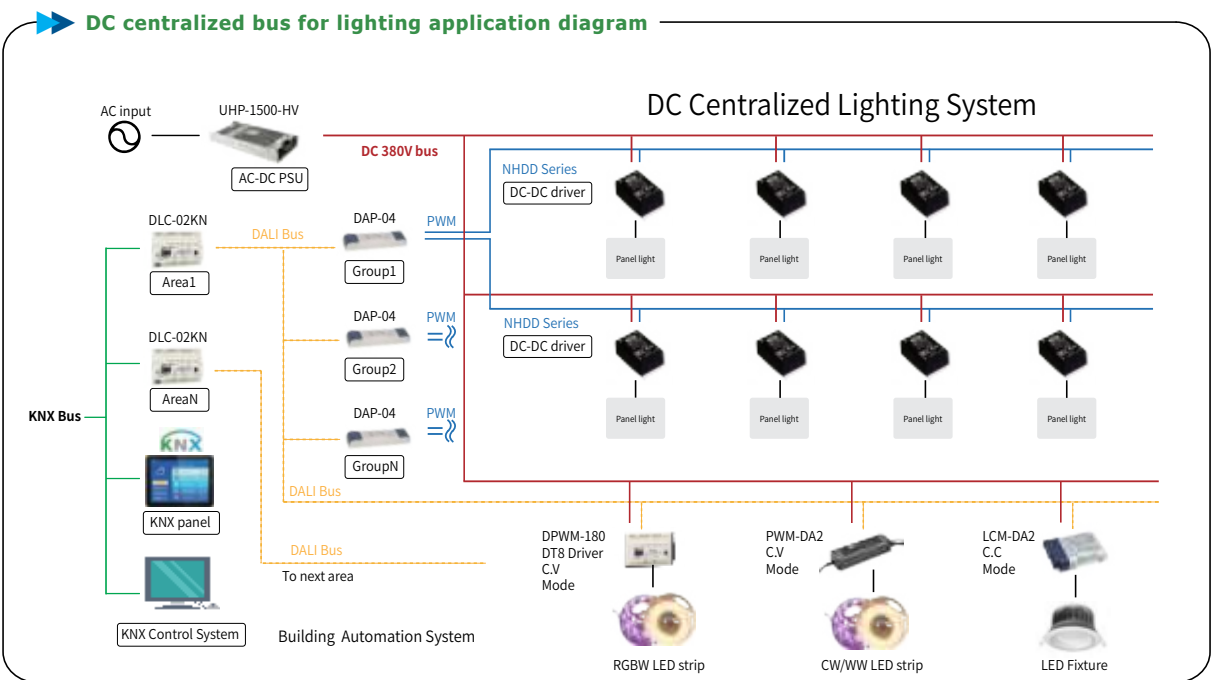 DC centralized bus for lighting application diagram
DC Centralized Lighting System
AC input
UHP-1500-HV
AC-DC PSU
DC 380V bus
NHDD Series
DC-DC driver
DLC-02KN
Area1
DALI Bus
DAP-04
PWM
Group1
Panel light
Panel light
Panel light
Panel light
DLC-02KN
AreaN
DAP-04
PWM
Group2
NHDD Series
DC-DC driver
Panel light
Panel light
Panel light
Panel light
KNX Bus
DAP-04
PWM
GroupN
KNX
KNX panel
DALI Bus
DALI Bus
To next area
KNX Control System
Building Automation System
DPWM-180
DT8 Driver
C.V
Mode
RGBW LED strip
PWM-DA2
C.V
Mode
CW/WW LED strip
LCM-DA2
C.C
Mode
LED Fixture